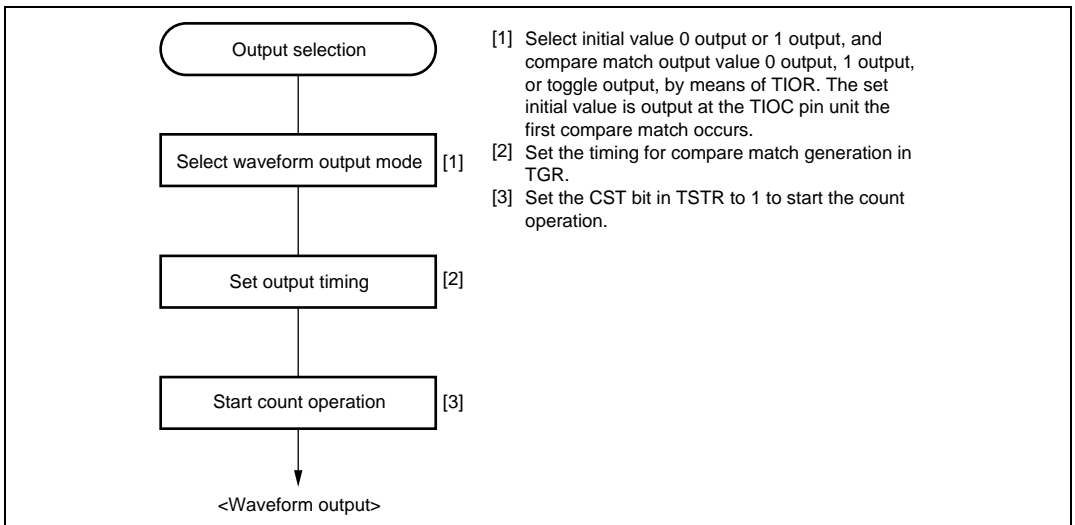 Output selection
Select waveform output mode
[1]
Set output timing
[2]
Start count operation
[3]
<Waveform output>
[1] Select initial value 0 output or 1 output, and
compare match output value 0 output, 1 output,
or toggle output, by means of TIOR. The set
initial value is output at the TIOC pin unit the
first compare match occurs.
[2] Set the timing for compare match generation in
TGR.
[3] Set the CST bit in TSTR to 1 to start the count
operation.